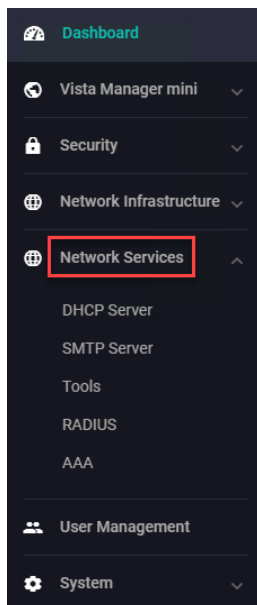 Dashboard
Vista Manager mini
Security
Network Infrastructure
Network Services
DHCP Server
SMTP Server
Tools
RADIUS
AAA
User Management
System